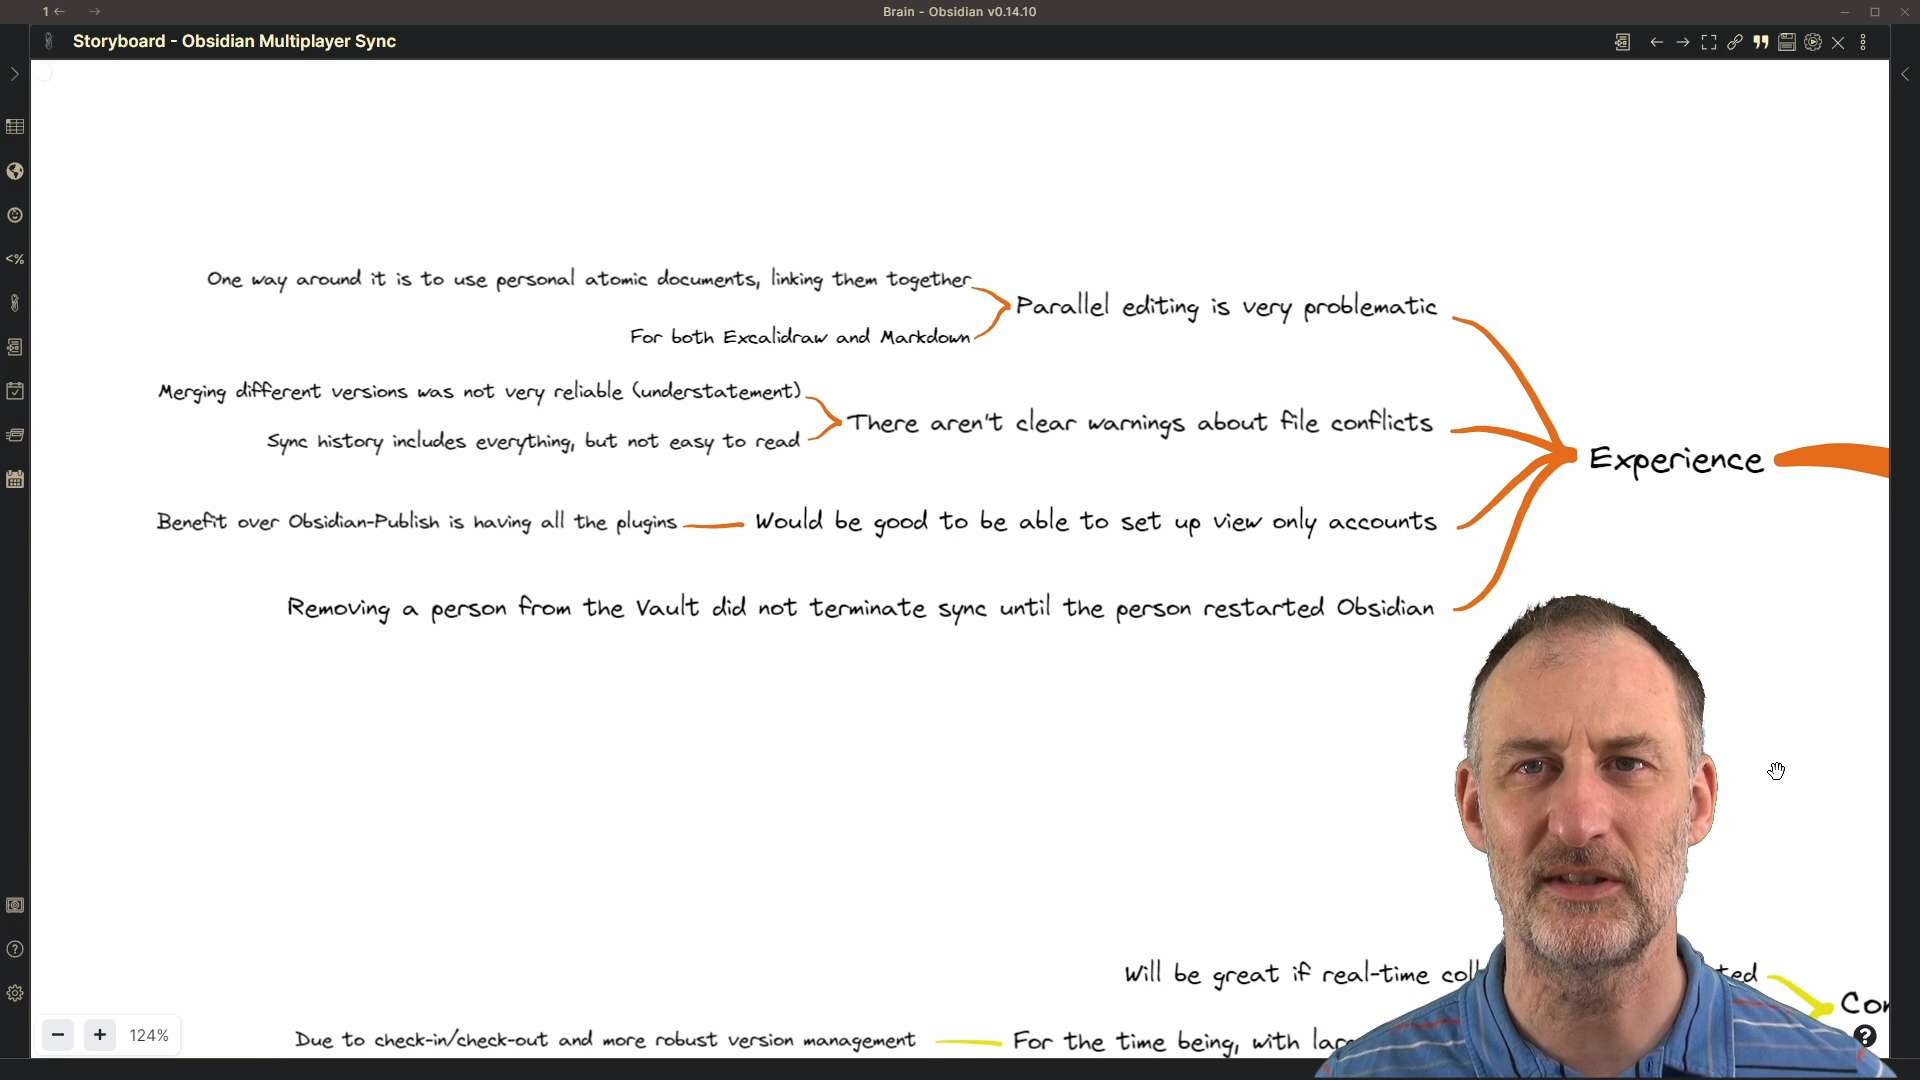 1
Brain - Obsidian v0.14.10
Storyboard - Obsidian Multiplayer Sync
<%
One way around it is to use personal atomic documents, linking them together
Parallel editing is very problematic
For both Excalidraw and Markdown
Merging different versions was not very reliable (understatement)
There aren't clear warnings about file conflicts
Sync history includes everything, but not easy to read
Experience
Benefit over Obsidian-Publish is having all the plugins
Would be good to be able to set up view only accounts
Removing a person from the Vault did not terminate sync until the person restarted Obsidian
Will be great if real-time
Due to check-in/check-out and more robust version management
For the time being, with
124%